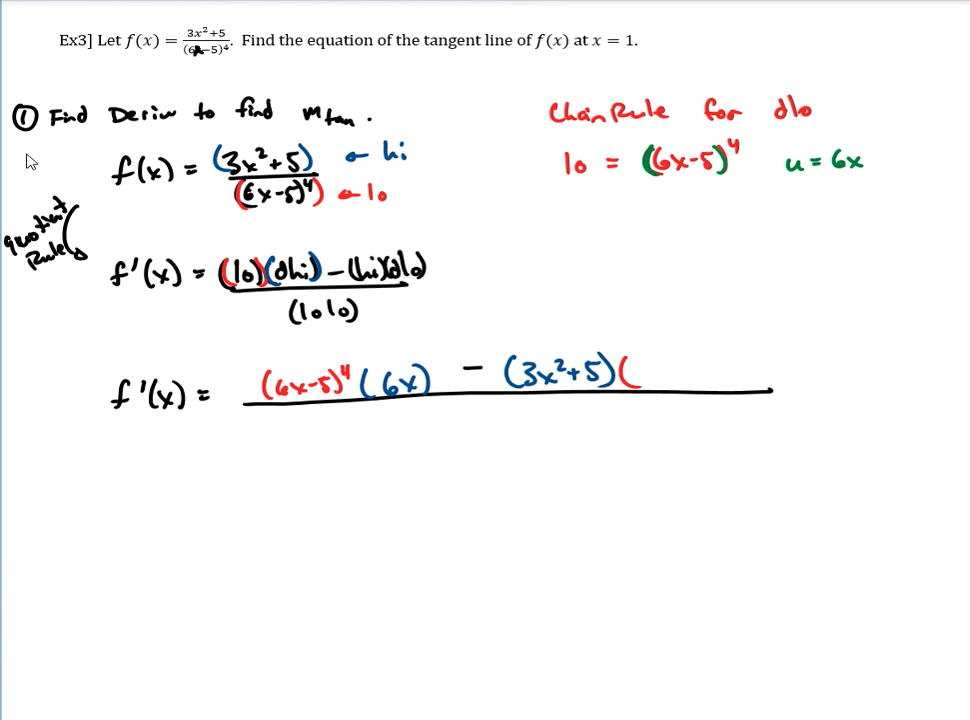 Ex3] Let f(x) = (3x²+5)/(6x−5)⁴. Find the equation of the tangent line of f(x) at x = 1.
① Find Deriv to find m tan.
Chain Rule for dlo
f(x) = (3x²+5) ← hi
(6x-5)⁴) ← lo
lo = (6x-5)⁴ u = 6x
Quotient Rule
f'(x) = (lo)(dhi) - (hi)(dlo)
(lolo)
f'(x) = (6x-5)⁴(6x) - (3x²+5)(